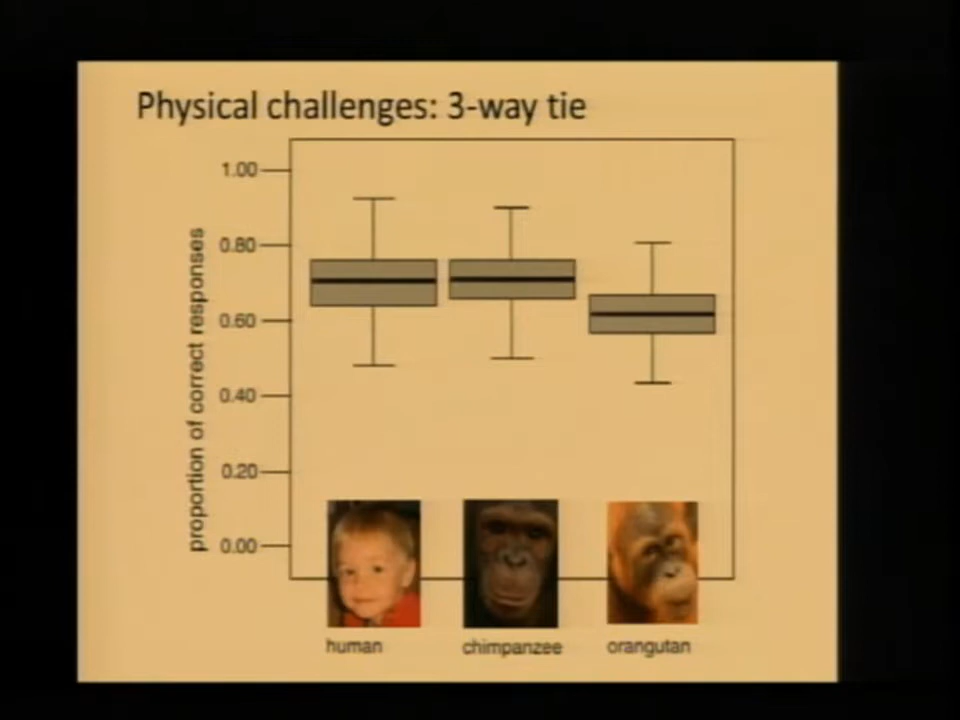 Physical challenges: 3-way tie
1.00
0.80
0.60
0.40
0.20
0.00
proportion of correct responses
human
chimpanzee
orangutan